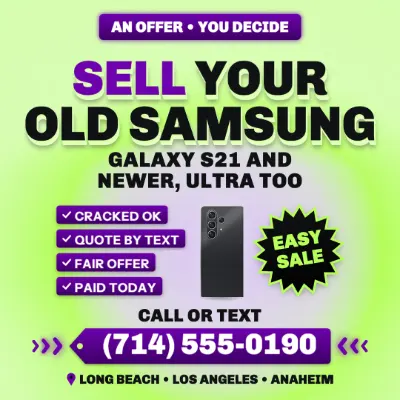 AN OFFER • YOU DECIDE
SELL YOUR
OLD SAMSUNG
GALAXY S21 AND
NEWER, ULTRA TOO
CRACKED OK
QUOTE BY TEXT
FAIR OFFER
PAID TODAY
EASY
SALE
CALL OR TEXT
(714) 555-0190
LONG BEACH • LOS ANGELES • ANAHEIM